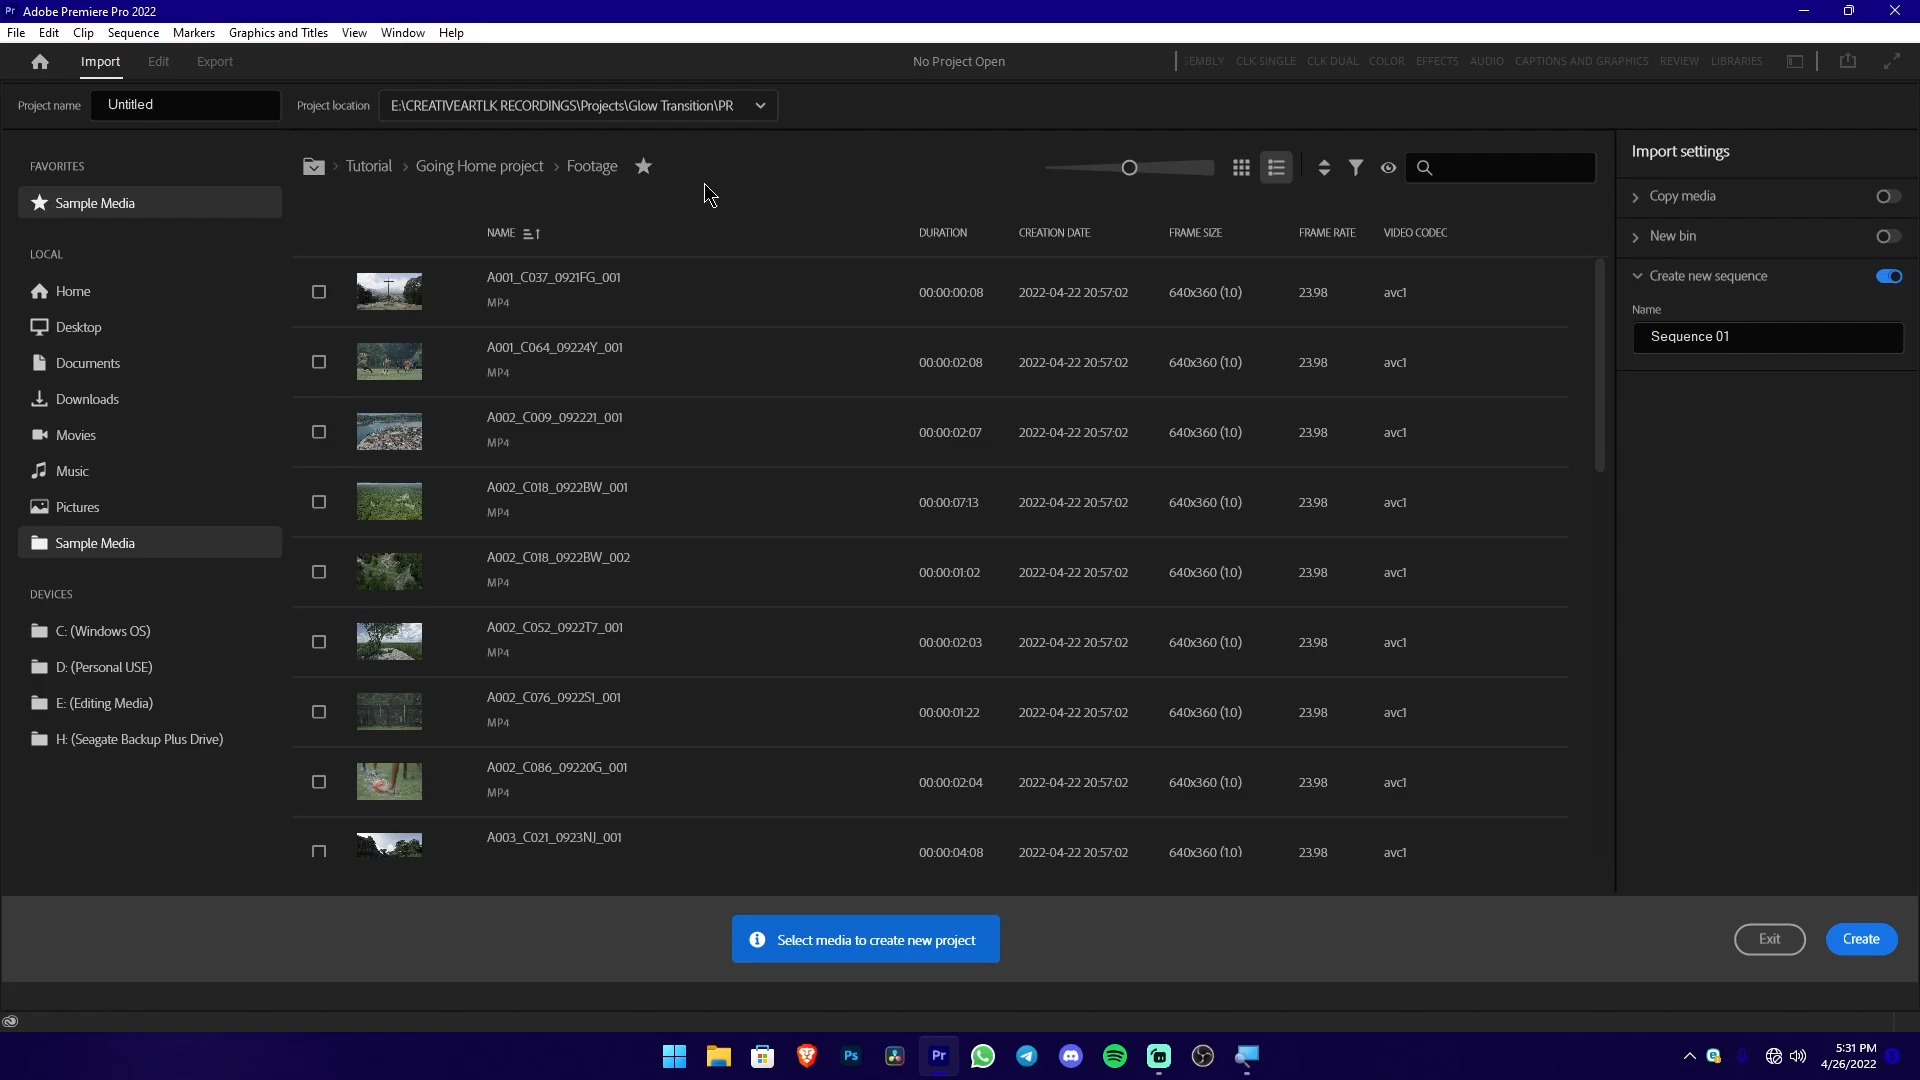 Pr Adobe Premiere Pro 2022
File Edit Clip Sequence Markers Graphics and Titles View Window Help
Import Edit Export No Project Open EMBLY CLK SINGLE CLK DUAL COLOR EFFECTS AUDIO CAPTIONS AND GRAPHICS REVIEW LIBRARIES
Project name Untitled Project location E:\CREATIVEARTLK RECORDINGS\Projects\Glow Transition\PR
FAVORITES
Sample Media
LOCAL
Home
Desktop
Documents
Downloads
Movies
Music
Pictures
Sample Media
DEVICES
C: (Windows OS)
D: (Personal USE)
E: (Editing Media)
H: (Seagate Backup Plus Drive)
Tutorial › Going Home project › Footage
NAME DURATION CREATION DATE FRAME SIZE FRAME RATE VIDEO CODEC
A001_C037_0921FG_001
MP4
00:00:00:08 2022-04-22 20:57:02 640x360 (1.0) 23.98 avc1
A001_C064_09224Y_001
MP4
00:00:02:08 2022-04-22 20:57:02 640x360 (1.0) 23.98 avc1
A002_C009_092221_001
MP4
00:00:02:07 2022-04-22 20:57:02 640x360 (1.0) 23.98 avc1
A002_C018_0922BW_001
MP4
00:00:07:13 2022-04-22 20:57:02 640x360 (1.0) 23.98 avc1
A002_C018_0922BW_002
MP4
00:00:01:02 2022-04-22 20:57:02 640x360 (1.0) 23.98 avc1
A002_C052_0922T7_001
MP4
00:00:02:03 2022-04-22 20:57:02 640x360 (1.0) 23.98 avc1
A002_C076_0922S1_001
MP4
00:00:01:22 2022-04-22 20:57:02 640x360 (1.0) 23.98 avc1
A002_C086_09220G_001
MP4
00:00:02:04 2022-04-22 20:57:02 640x360 (1.0) 23.98 avc1
A003_C021_0923NJ_001
00:00:04:08 2022-04-22 20:57:02 640x360 (1.0) 23.98 avc1
Import settings
Copy media
New bin
Create new sequence
Name
Sequence 01
Select media to create new project
Exit Create
Ps Pr
5:31 PM
4/26/2022